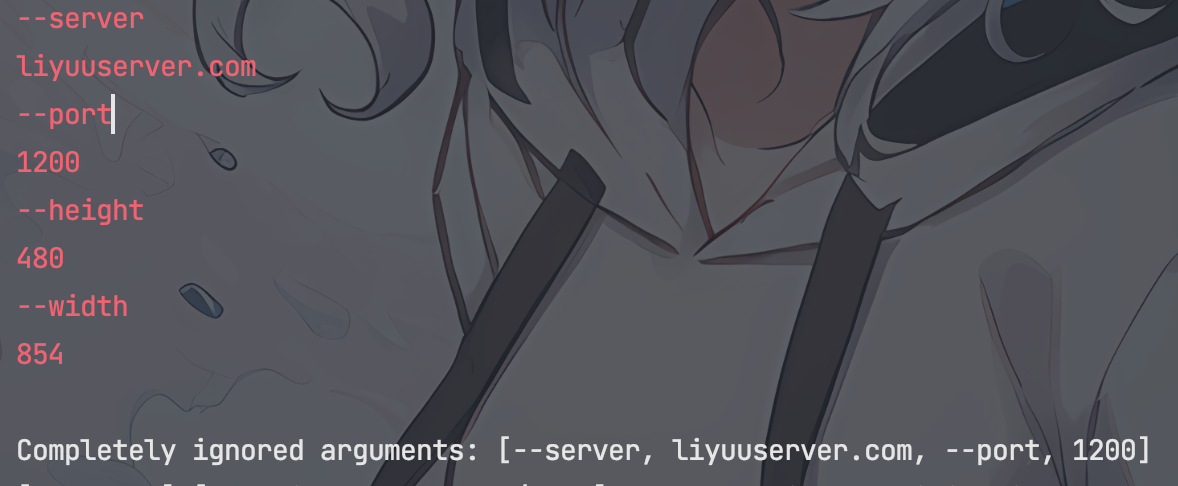 --server
liyuuserver.com
--port
1200
--height
480
--width
854
Completely ignored arguments: [--server, liyuuserver.com, --port, 1200]